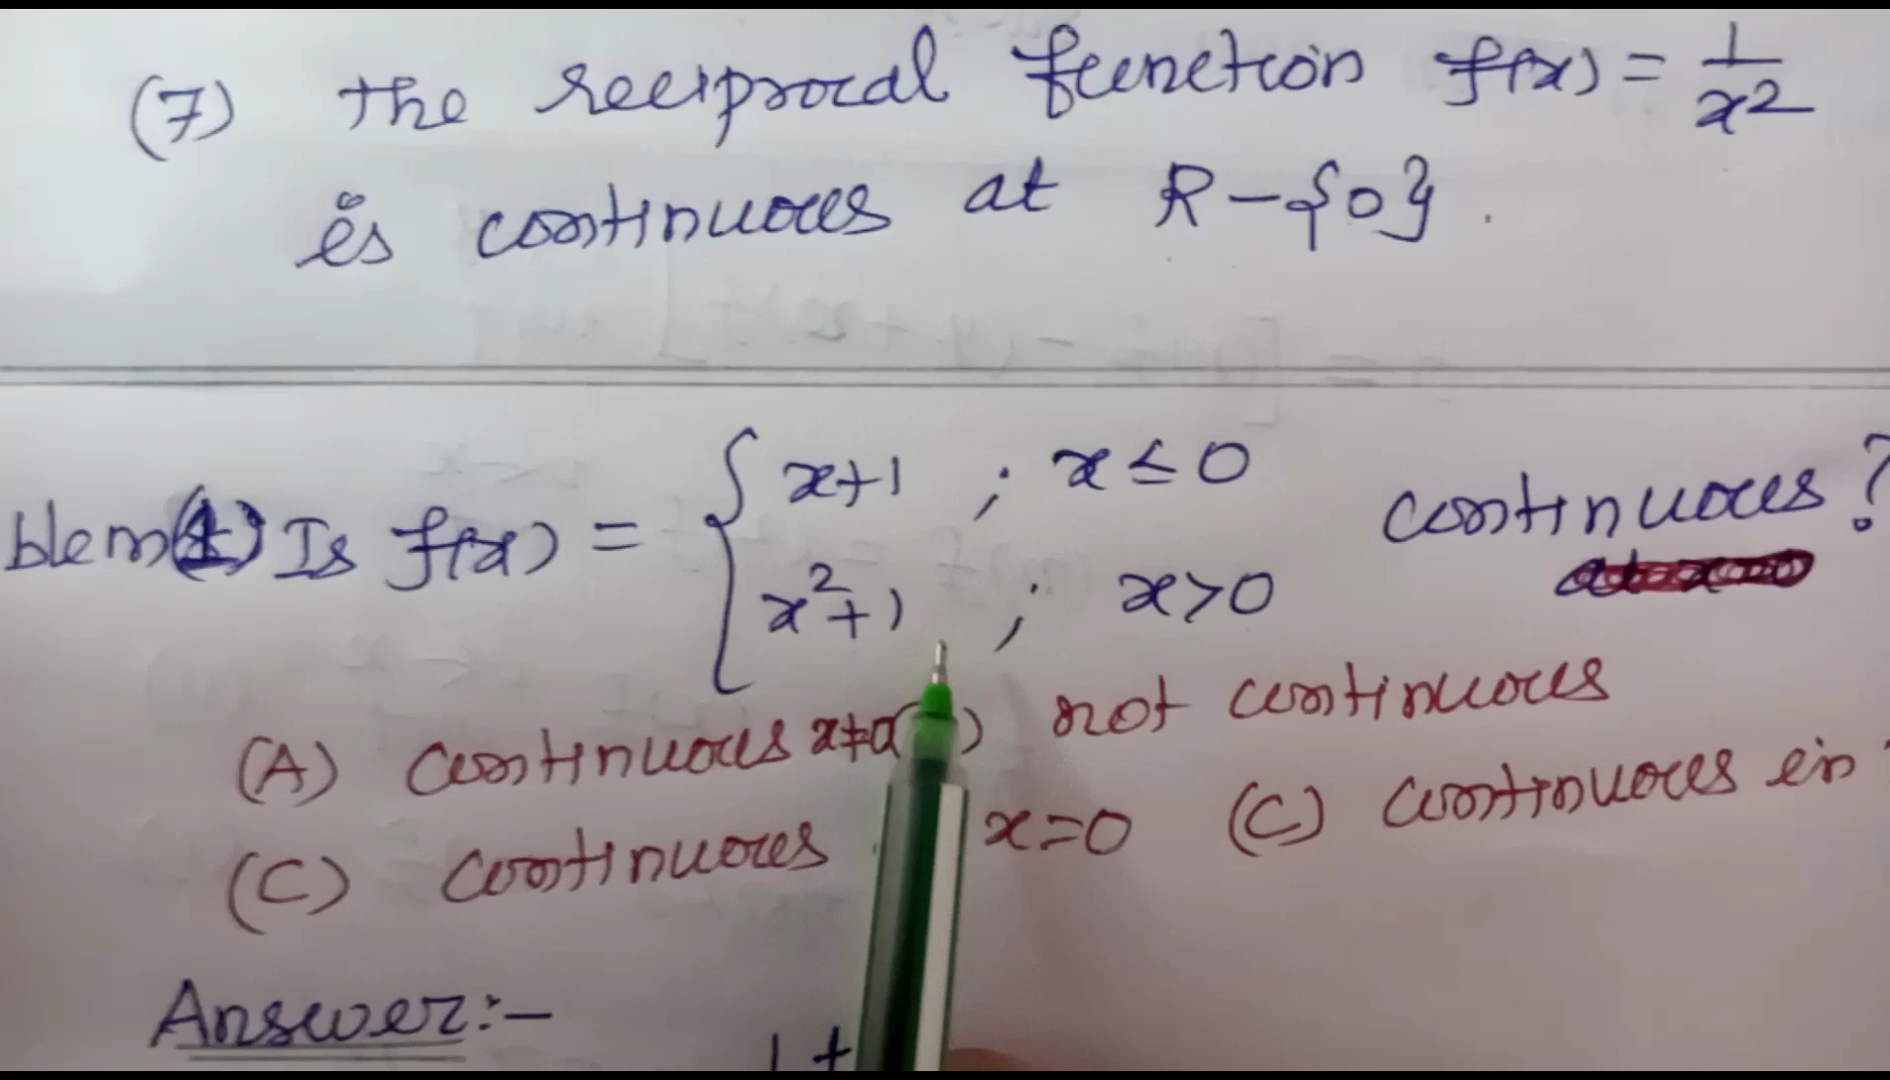 (7) the reciprocal function f(x) = 1/x²
is continuous at R-{0}.
blem(1) Is f(x) = { x+1 ; x≤0 continuous?
x²+1 ; x>0
(A) continuous ) not continuous
(C) continuous x=0 (C) continuous in
Answer:-